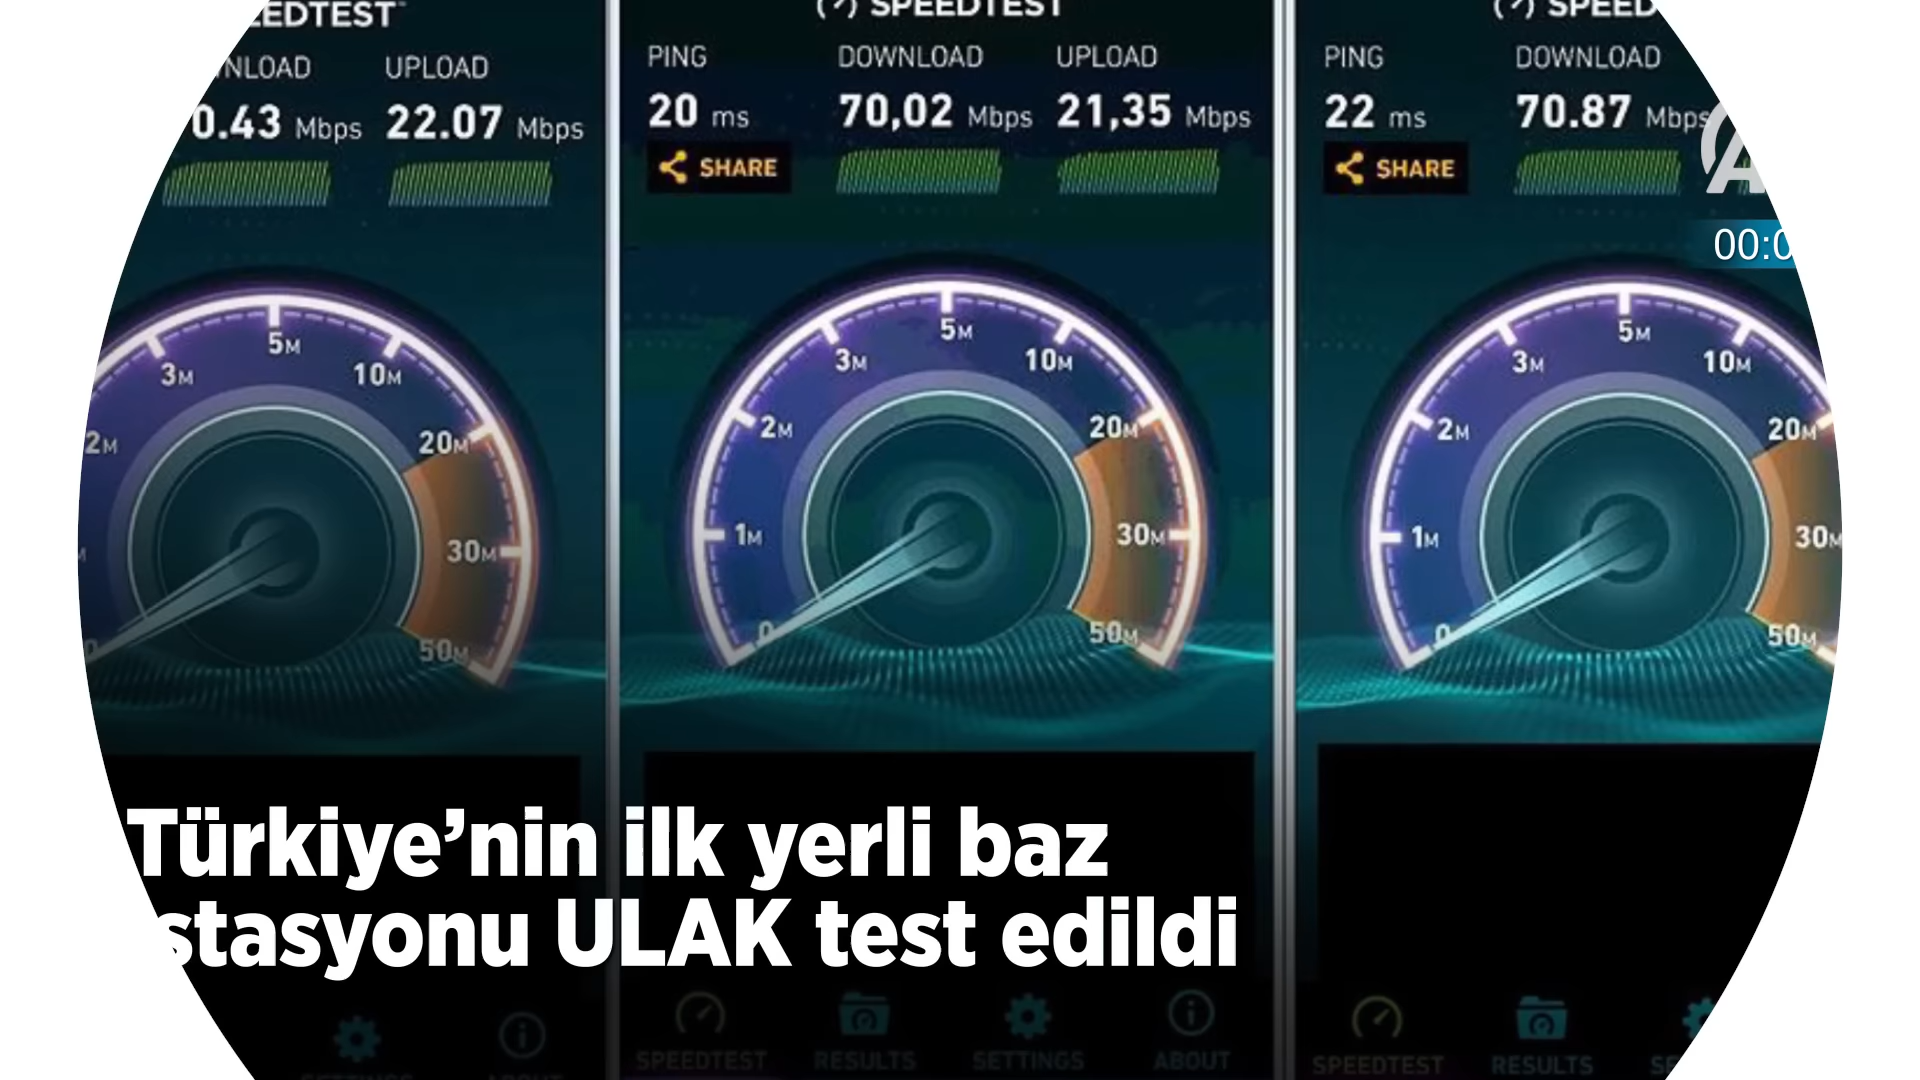 SPEEDTEST
PING DOWNLOAD UPLOAD
20 ms 70,02 Mbps 21,35 Mbps
SHARE
UPLOAD
0.43 Mbps 22.07 Mbps
PING DOWNLOAD
22 ms 70.87 Mbps
SHARE
00:0
2M 3M 5M 10M 20M 30M 50M
0 1M 2M 3M 5M 10M 20M 30M 50M
0 1M 2M 3M 5M 10M 20M 30M 50M
Türkiye’nin ilk yerli baz
stasyonu ULAK test edildi
SPEEDTEST RESULTS SETTINGS ABOUT
SPEEDTEST RESULTS